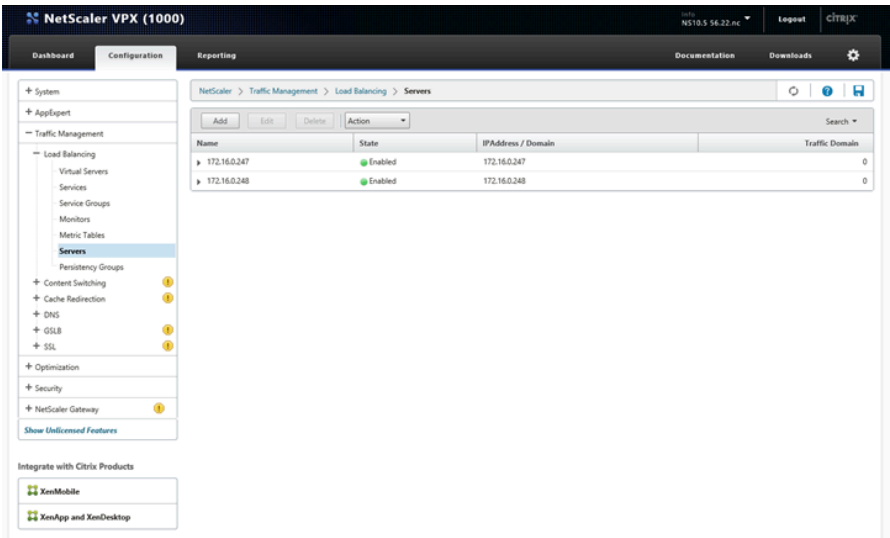 NetScaler VPX (1000)
Info
NS10.5 56.22.nc
Logout
CİTRIX
Dashboard
Configuration
Reporting
Documentation
Downloads
+ System
+ AppExpert
− Traffic Management
− Load Balancing
Virtual Servers
Services
Service Groups
Monitors
Metric Tables
Servers
Persistency Groups
+ Content Switching
+ Cache Redirection
+ DNS
+ GSLB
+ SSL
+ Optimization
+ Security
+ NetScaler Gateway
Show Unlicensed Features
Integrate with Citrix Products
XenMobile
XenApp and XenDesktop
NetScaler > Traffic Management > Load Balancing > Servers
Add Edit Delete Action Search
Name State IPAddress / Domain Traffic Domain
172.16.0.247 Enabled 172.16.0.247 0
172.16.0.248 Enabled 172.16.0.248 0